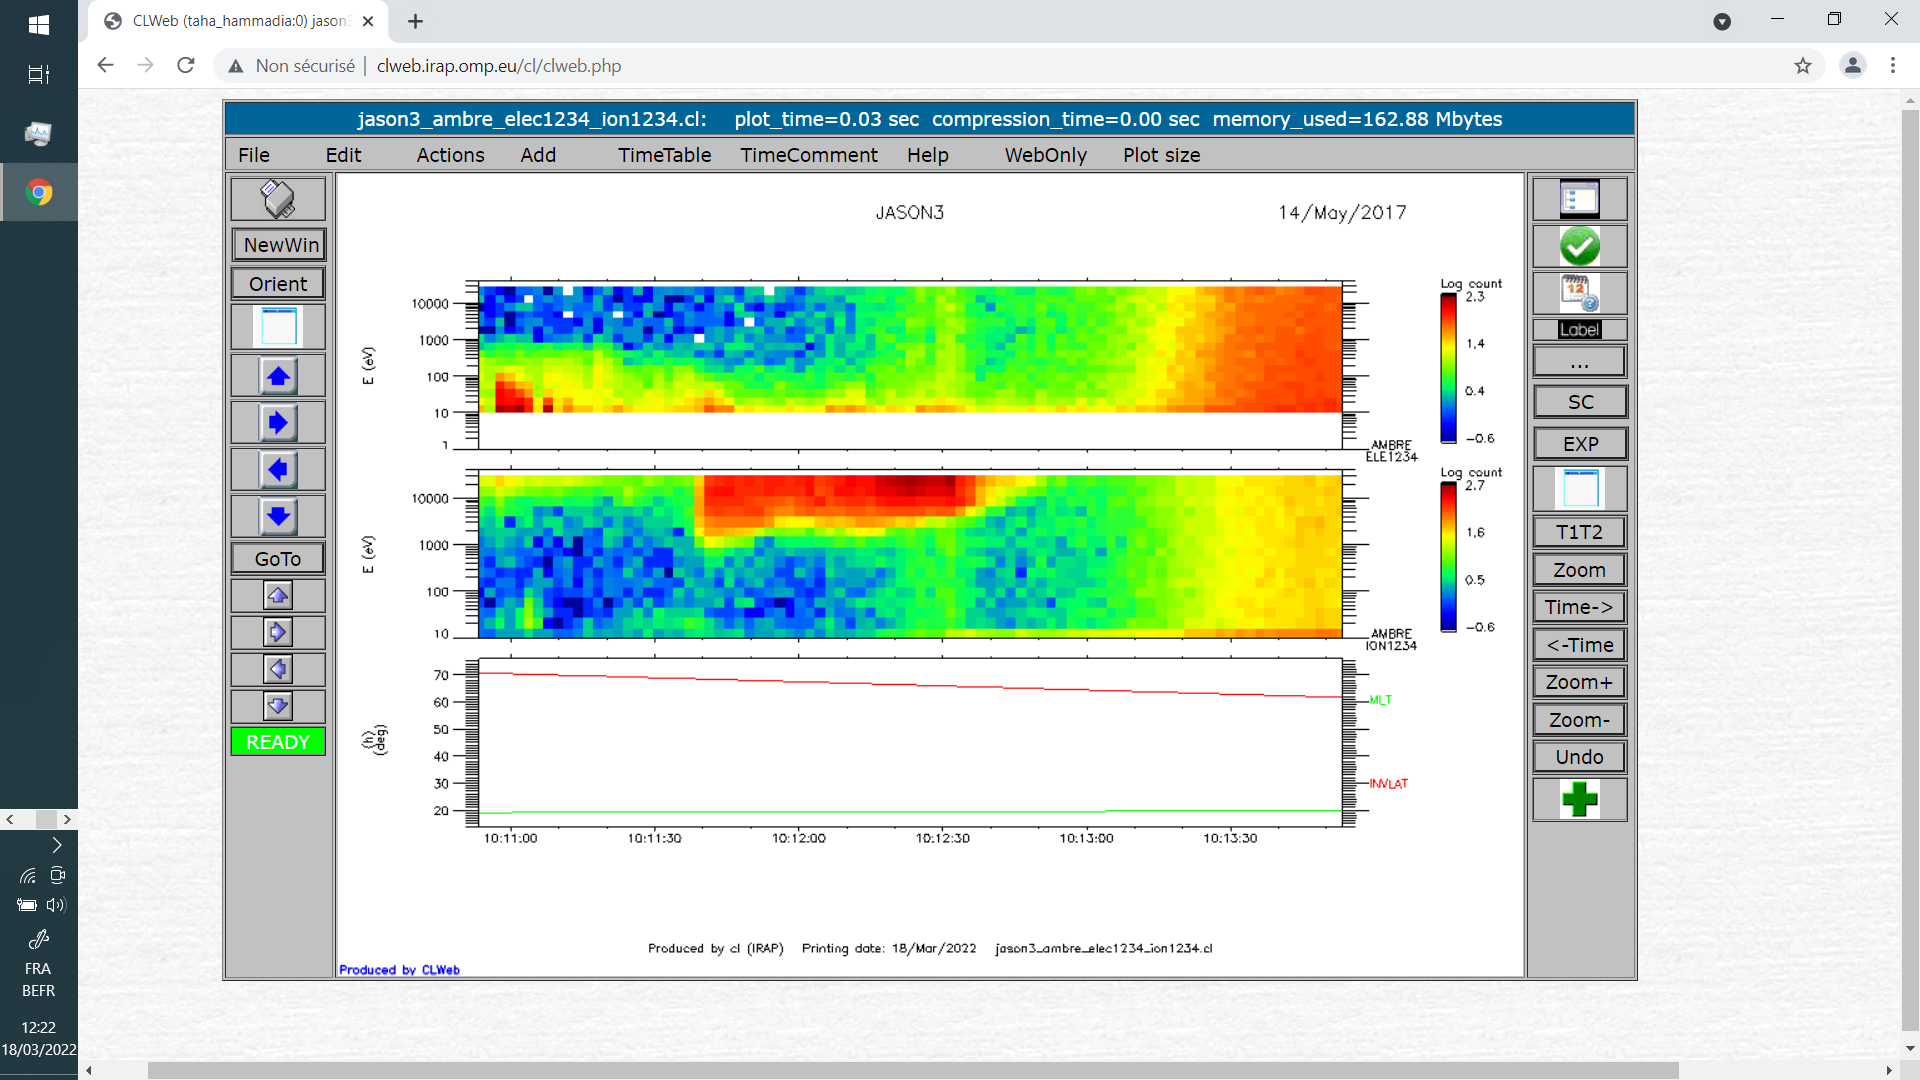 CLWeb (taha_hammadia:0) jason3
Non sécurisé | clweb.irap.omp.eu/cl/clweb.php
jason3_ambre_elec1234_ion1234.cl: plot_time=0.03 sec compression_time=0.00 sec memory_used=162.88 Mbytes
File Edit Actions Add TimeTable TimeComment Help WebOnly Plot size
NewWin
Orient
GoTo
READY
JASON3 14/May/2017
E (eV)
10000
1000
100
10
1
Log count
2.3
1.4
0.4
-0.6
AMBRE
ELE1234
E (eV)
10000
1000
100
10
Log count
2.7
1.6
0.5
-0.6
AMBRE
ION1234
(h)
(deg)
70
60
50
40
30
20
MLT
INVLAT
10:11:00 10:11:30 10:12:00 10:12:30 10:13:00 10:13:30
Produced by cl (IRAP) Printing date: 18/Mar/2022 jason3_ambre_elec1234_ion1234.cl
Produced by CLWeb
12
Label
...
SC
EXP
T1T2
Zoom
Time->
<-Time
Zoom+
Zoom-
Undo
FRA
BEFR
12:22
18/03/2022